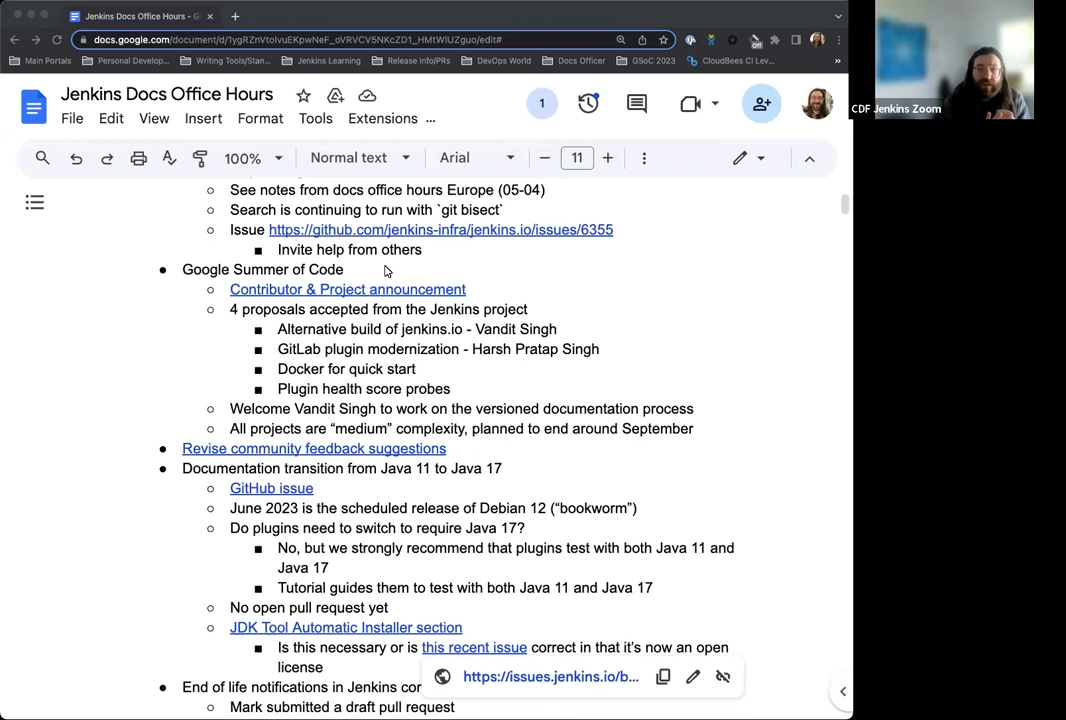 Jenkins Docs Office Hours - G
docs.google.com/document/d/1ygRZnVtoIvuEKpwNeF_oVRVCV5NKcZD1_HMtWlUZguo/edit#
Off
Main Portals
Personal Develop...
Writing Tools/Stan...
Jenkins Learning
Release Info/PRs
DevOps World
Docs Officer
GSoC 2023
CloudBees CI Lev...
»
CDF Jenkins Zoom
Jenkins Docs Office Hours
1
File Edit View Insert Format Tools Extensions ...
100% Normal text Arial 11
See notes from docs office hours Europe (05-04)
Search is continuing to run with `git bisect`
Issue https://github.com/jenkins-infra/jenkins.io/issues/6355
Invite help from others
Google Summer of Code
Contributor & Project announcement
4 proposals accepted from the Jenkins project
Alternative build of jenkins.io - Vandit Singh
GitLab plugin modernization - Harsh Pratap Singh
Docker for quick start
Plugin health score probes
Welcome Vandit Singh to work on the versioned documentation process
All projects are “medium” complexity, planned to end around September
Revise community feedback suggestions
Documentation transition from Java 11 to Java 17
GitHub issue
June 2023 is the scheduled release of Debian 12 (“bookworm”)
Do plugins need to switch to require Java 17?
No, but we strongly recommend that plugins test with both Java 11 and
Java 17
Tutorial guides them to test with both Java 11 and Java 17
No open pull request yet
JDK Tool Automatic Installer section
Is this necessary or is this recent issue correct in that it’s now an open
license
https://issues.jenkins.io/b...
End of life notifications in Jenkins cor
Mark submitted a draft pull request